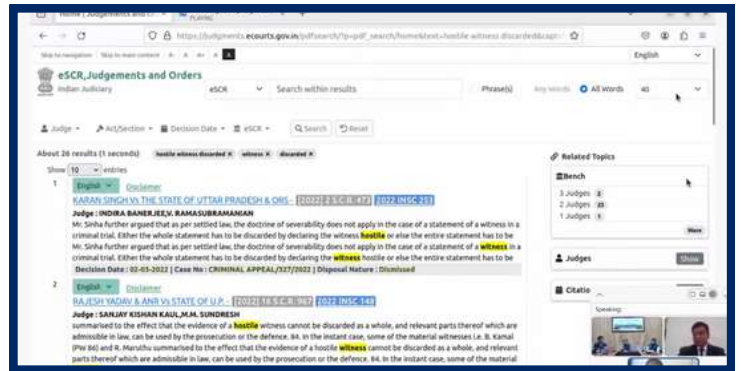 Home | Judgements and Or
PLAYING
https://judgments.ecourts.gov.in/pdfsearch/?p=pdf_search/home&text=hostile witness discarded&capt
Skip to navigation | Skip to main content A- A A+ A A
English
eSCR,Judgements and Orders
Indian Judiciary
eSCR
Search within results
Phrase(s)
Any Words
All Words
40
Judge
Act/Section
Decision Date
eSCR
Search
Reset
About 26 results (1 seconds)
hostile witness discarded X
witness X
discarded X
Show 10 entries
1
English
Disclaimer
KARAN SINGH Vs THE STATE OF UTTAR PRADESH & ORS - [2022] 2 S.C.R. 473 2022 INSC 253
Judge : INDIRA BANERJEE,V. RAMASUBRAMANIAN
Mr. Sinha further argued that as per settled law, the doctrine of severability does not apply in the case of a statement of a witness in a
criminal trial. Either the whole statement has to be discarded by declaring the witness hostile or else the entire statement has to be
Mr. Sinha further argued that as per settled law, the doctrine of severability does not apply in the case of a statement of a witness in a
criminal trial. Either the whole statement has to be discarded by declaring the witness hostile or else the entire statement has to be
Decision Date : 02-03-2022 | Case No : CRIMINAL APPEAL/327/2022 | Disposal Nature : Dismissed
2
English
Disclaimer
RAJESH YADAV & ANR Vs STATE OF U.P. - [2022] 16 S.C.R. 967 2022 INSC 148
Judge : SANJAY KISHAN KAUL,M.M. SUNDRESH
summarised to the effect that the evidence of a hostile witness cannot be discarded as a whole, and relevant parts thereof which are
admissible in law, can be used by the prosecution or the defence. 84. In the instant case, some of the material witnesses i.e. B. Kamal
(PW 86) and R. Maruthu summarised to the effect that the evidence of a hostile witness cannot be discarded as a whole, and relevant
parts thereof which are admissible in law, can be used by the prosecution or the defence. 84. In the instant case, some of the material
Related Topics
Bench
3 Judges 2
2 Judges 23
1 Judges 1
More
Judges
Show
Citatio
Speaking: